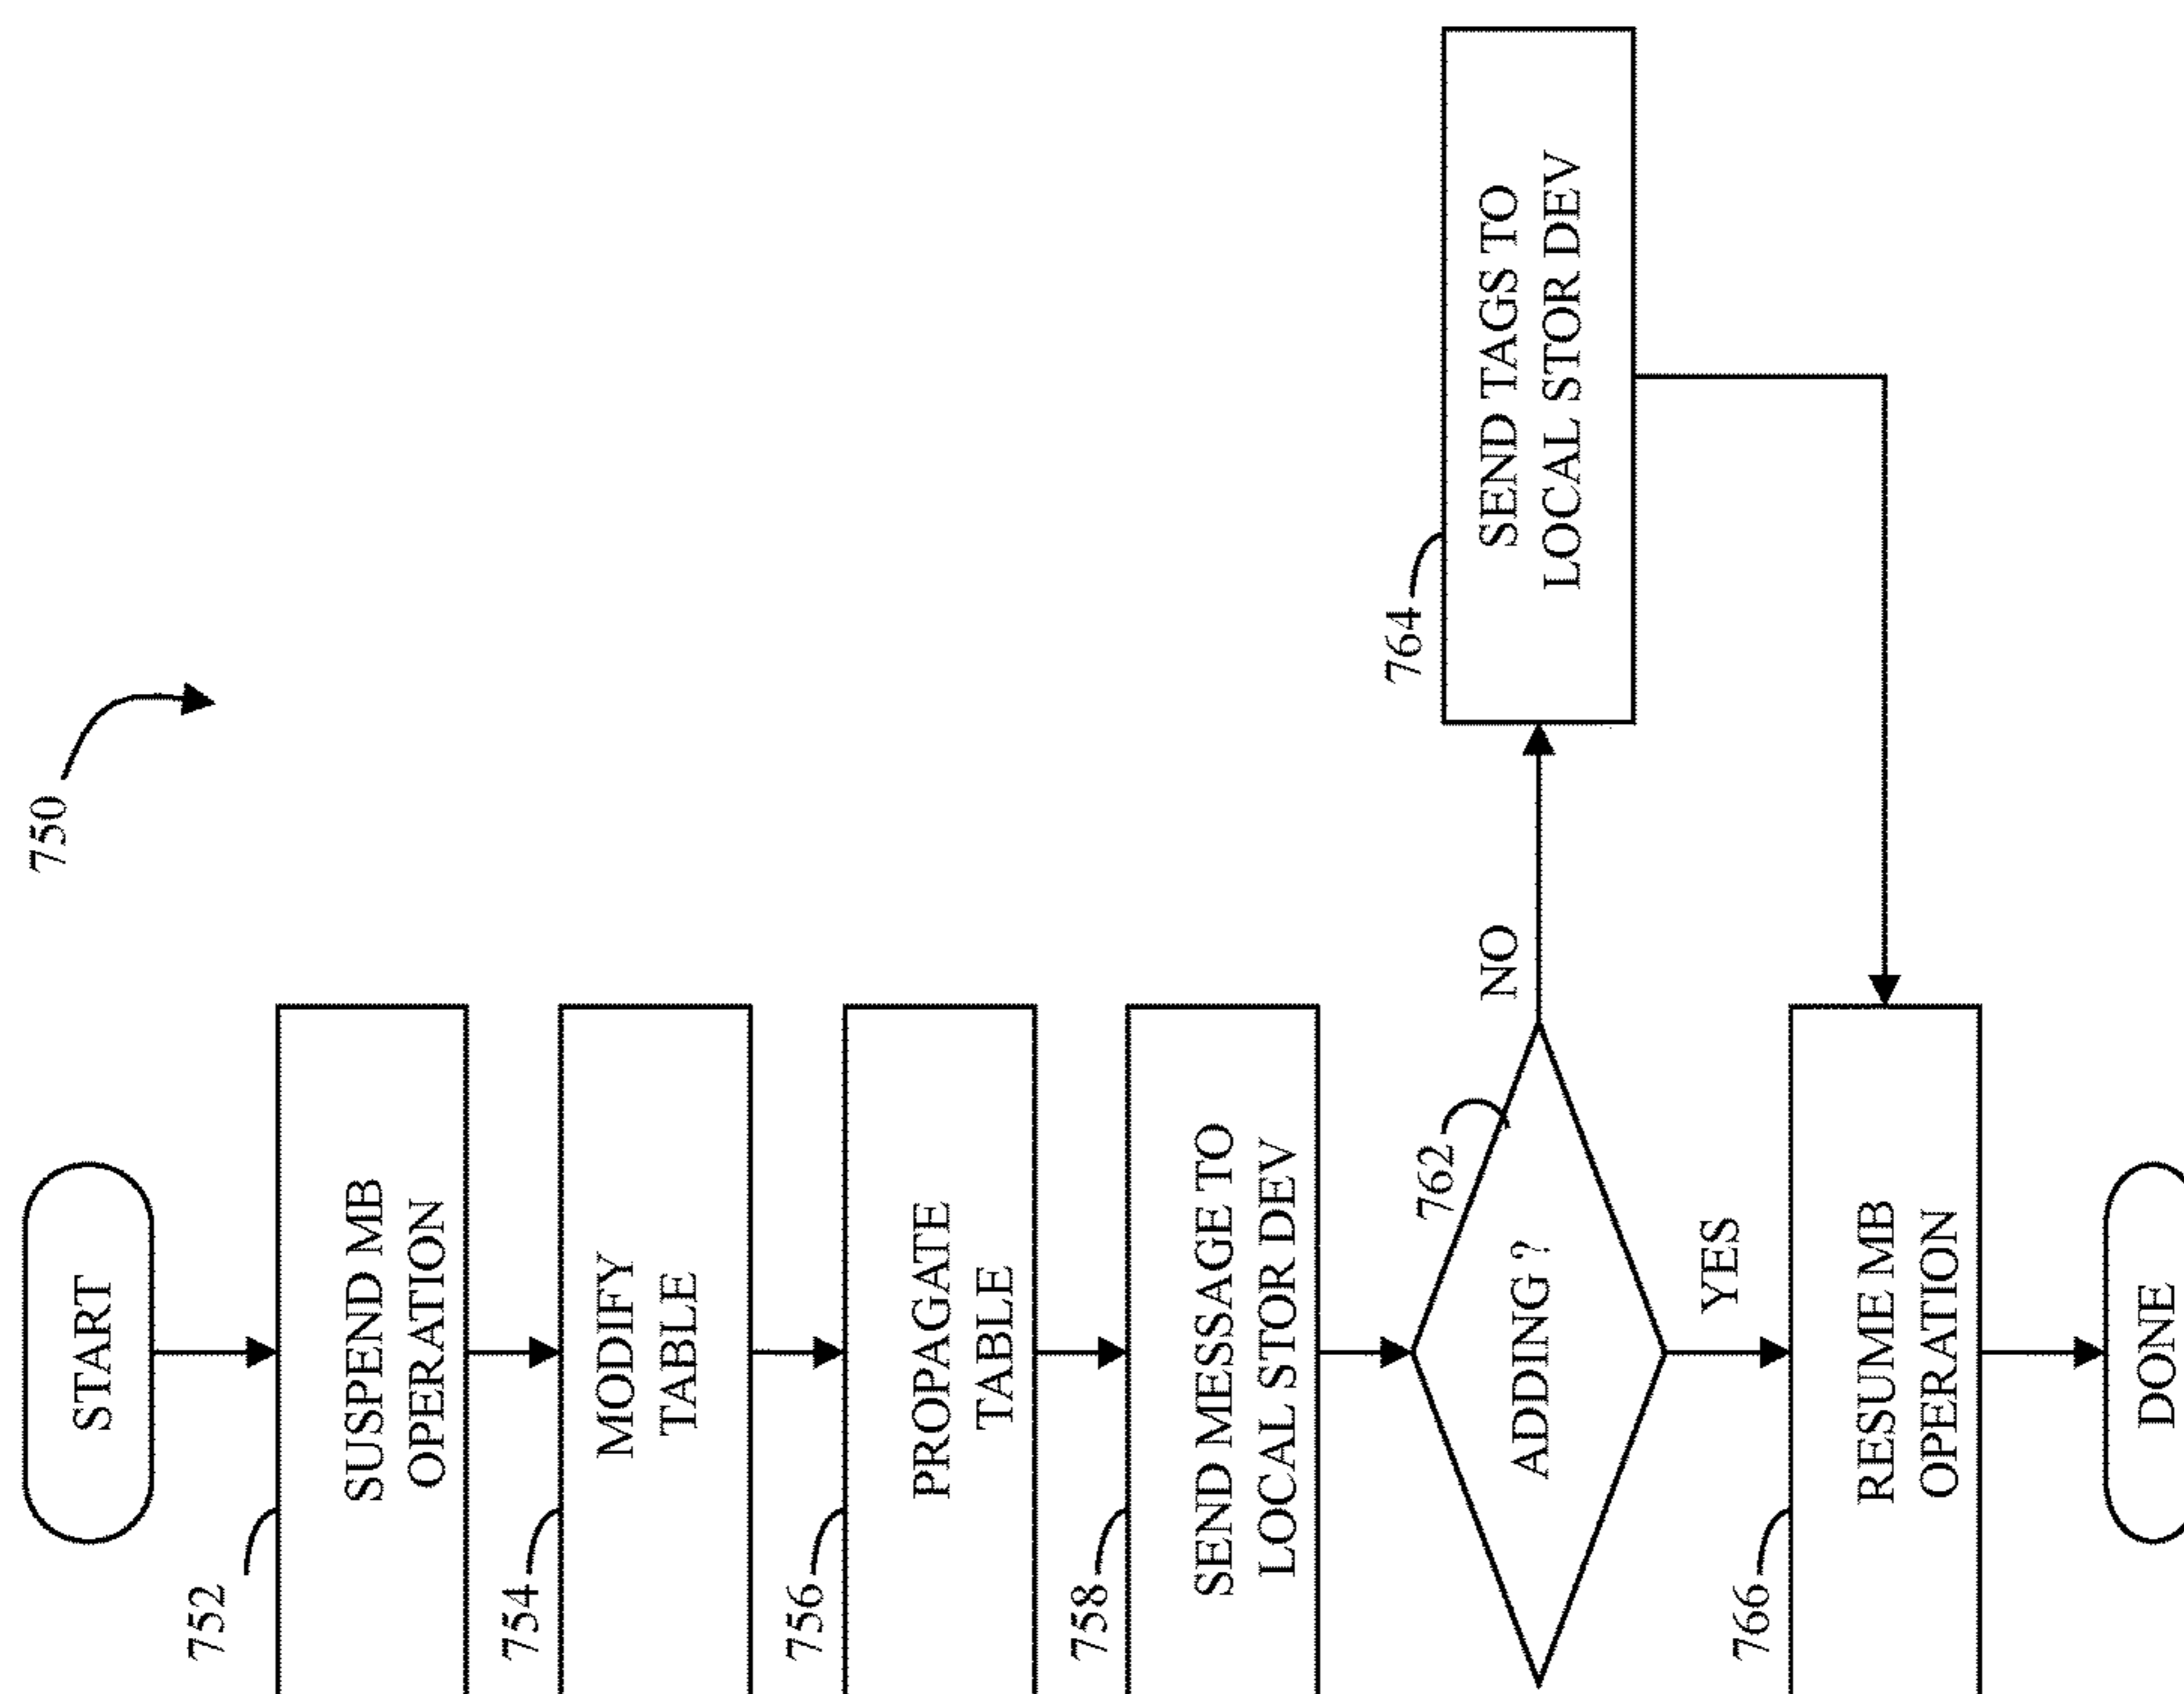 750
START
752
SUSPEND MB
OPERATION
754
MODIFY
TABLE
756
PROPAGATE
TABLE
758
SEND MESSAGE TO
LOCAL STOR DEV
762
ADDING ?
NO
764
SEND TAGS TO
LOCAL STOR DEV
YES
766
RESUME MB
OPERATION
DONE